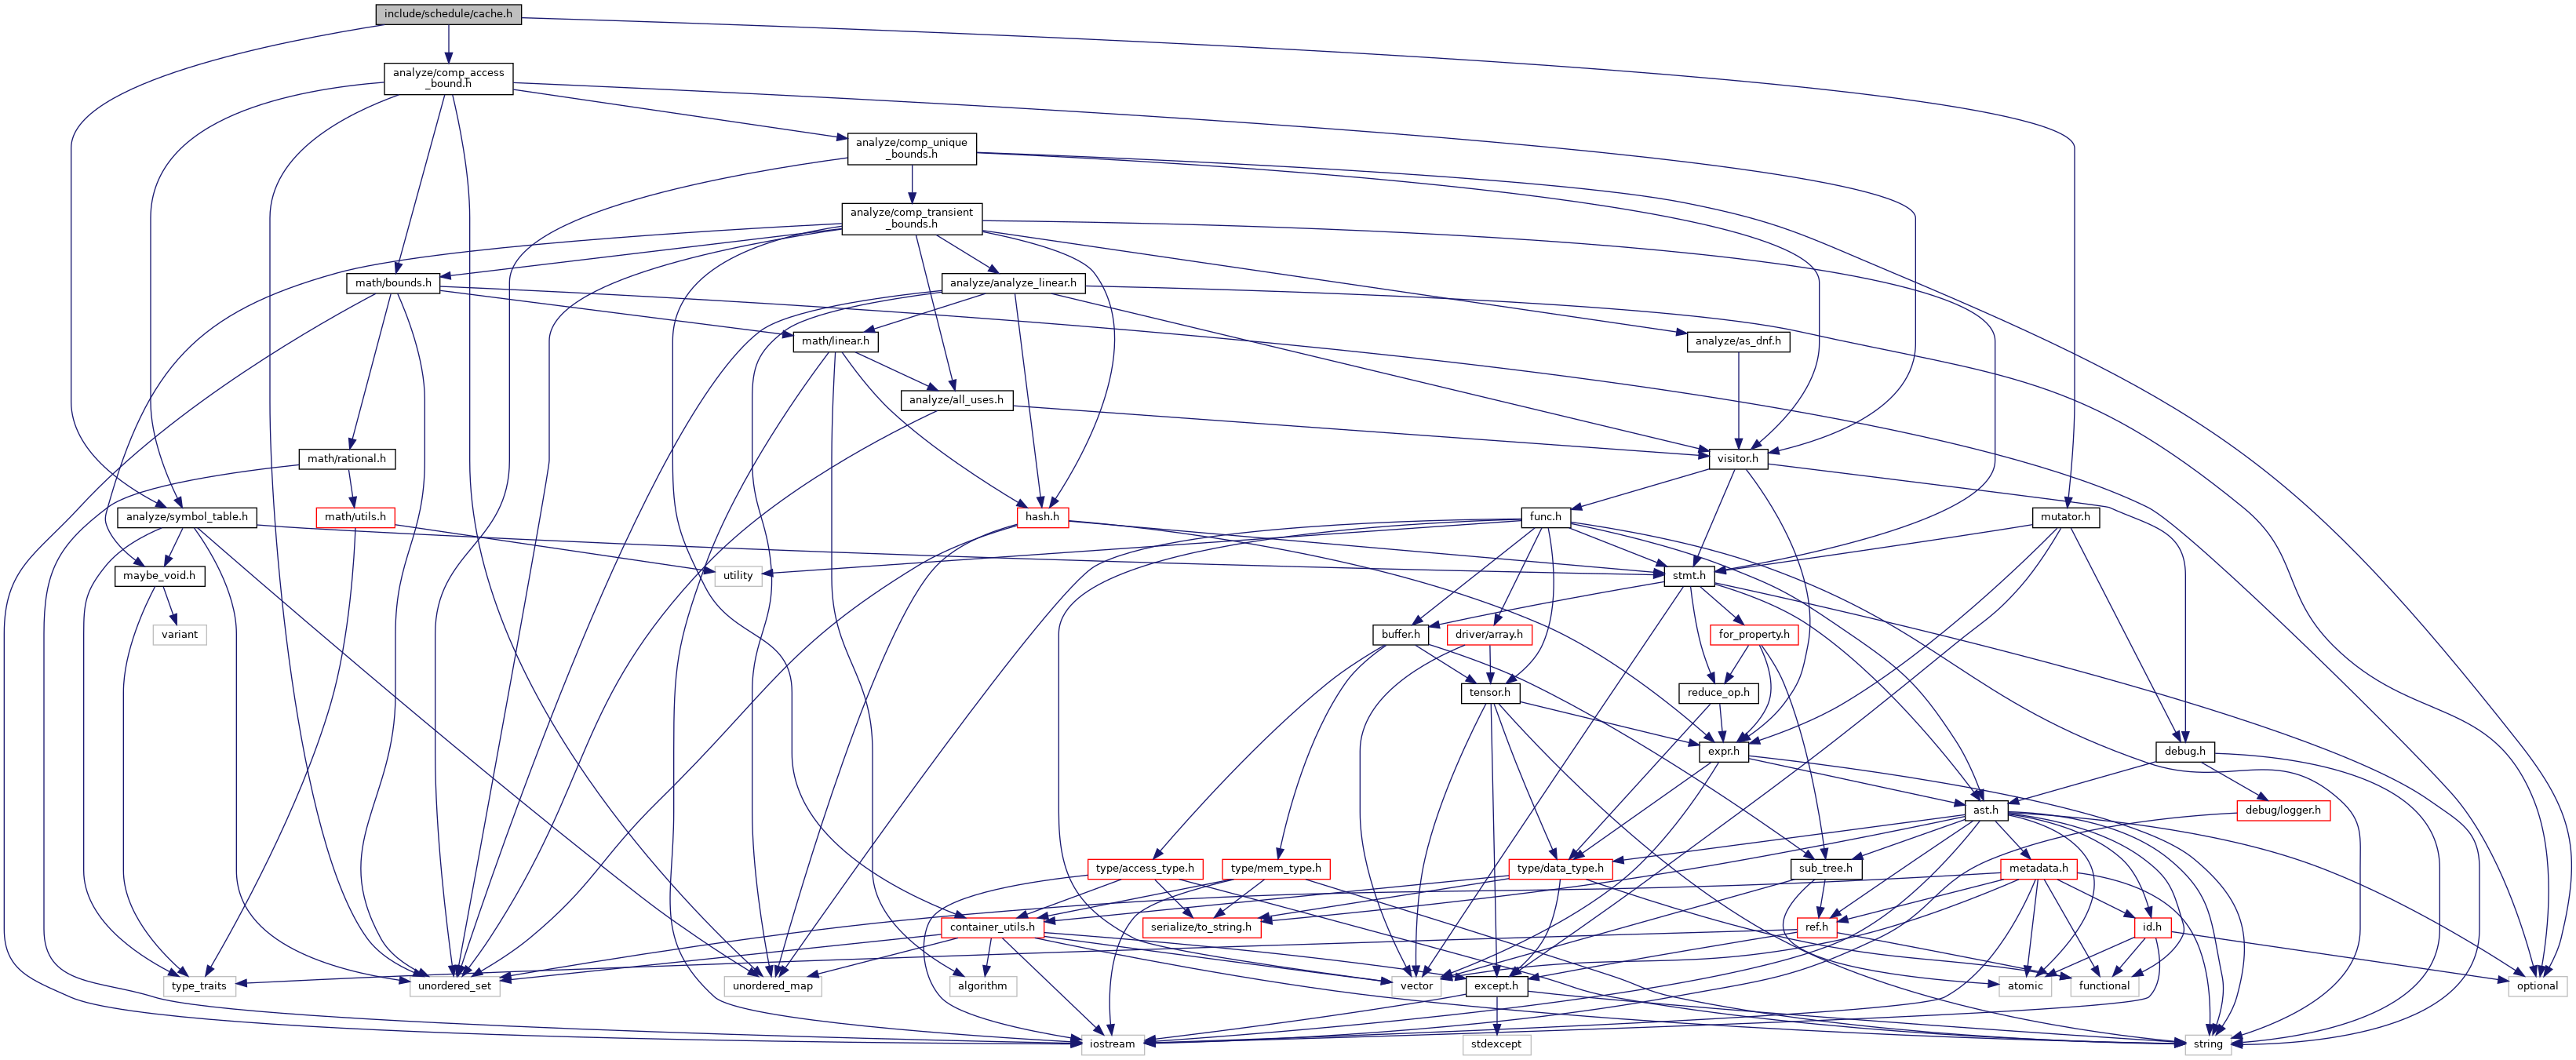 include/schedule/cache.h
analyze/comp_access
_bound.h
analyze/comp_unique
_bounds.h
analyze/comp_transient
_bounds.h
math/bounds.h
analyze/analyze_linear.h
math/linear.h
analyze/as_dnf.h
analyze/all_uses.h
math/rational.h
visitor.h
analyze/symbol_table.h
math/utils.h
hash.h
func.h
mutator.h
maybe_void.h
utility
stmt.h
variant
buffer.h
driver/array.h
for_property.h
tensor.h
reduce_op.h
expr.h
debug.h
ast.h
debug/logger.h
type/access_type.h
type/mem_type.h
type/data_type.h
sub_tree.h
metadata.h
container_utils.h
serialize/to_string.h
ref.h
id.h
type_traits
unordered_set
unordered_map
algorithm
vector
except.h
atomic
functional
optional
iostream
stdexcept
string